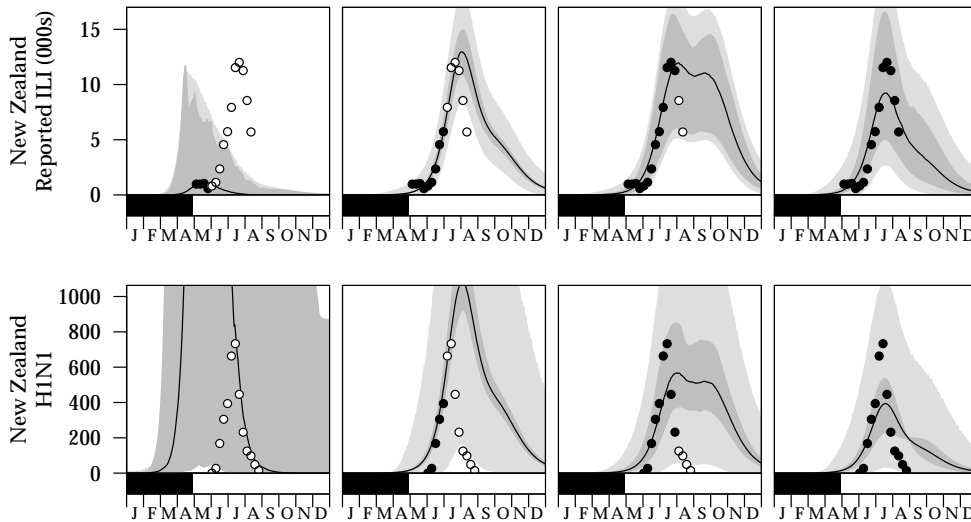 New Zealand
Reported ILI (000s)
15
10
5
0
J F M A M J J A S O N D
J F M A M J J A S O N D
J F M A M J J A S O N D
J F M A M J J A S O N D
New Zealand
H1N1
1000
800
600
400
200
0
J F M A M J J A S O N D
J F M A M J J A S O N D
J F M A M J J A S O N D
J F M A M J J A S O N D